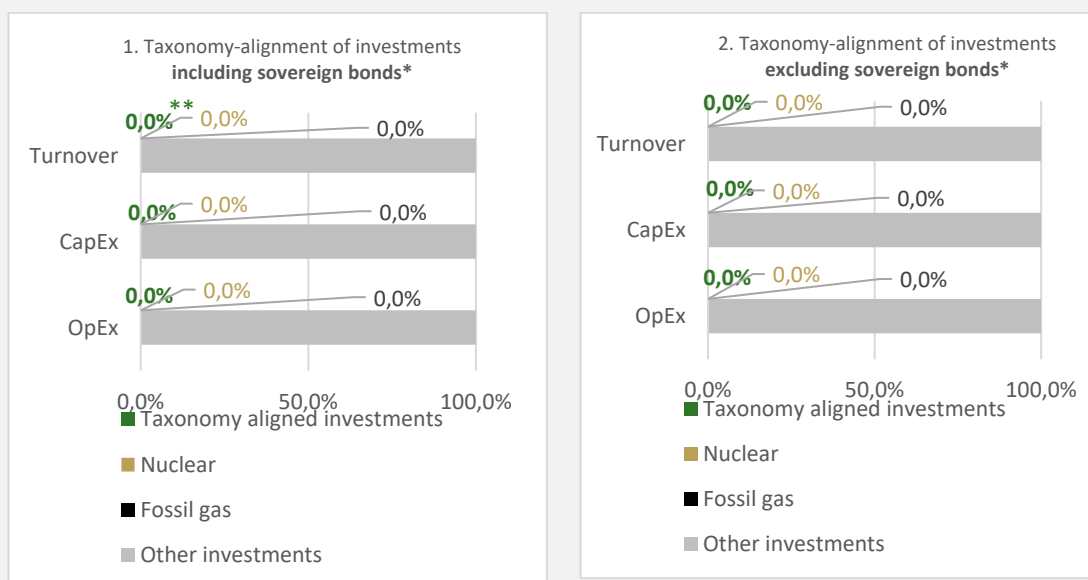 1. Taxonomy-alignment of investments
including sovereign bonds*
0,0%** 0,0% 0,0%
Turnover
0,0% 0,0% 0,0%
CapEx
0,0% 0,0% 0,0%
OpEx
0,0% 50,0% 100,0%
Taxonomy aligned investments
Nuclear
Fossil gas
Other investments
2. Taxonomy-alignment of investments
excluding sovereign bonds*
0,0% 0,0% 0,0%
Turnover
0,0% 0,0% 0,0%
CapEx
0,0% 0,0% 0,0%
OpEx
0,0% 50,0% 100,0%
Taxonomy aligned investments
Nuclear
Fossil gas
Other investments